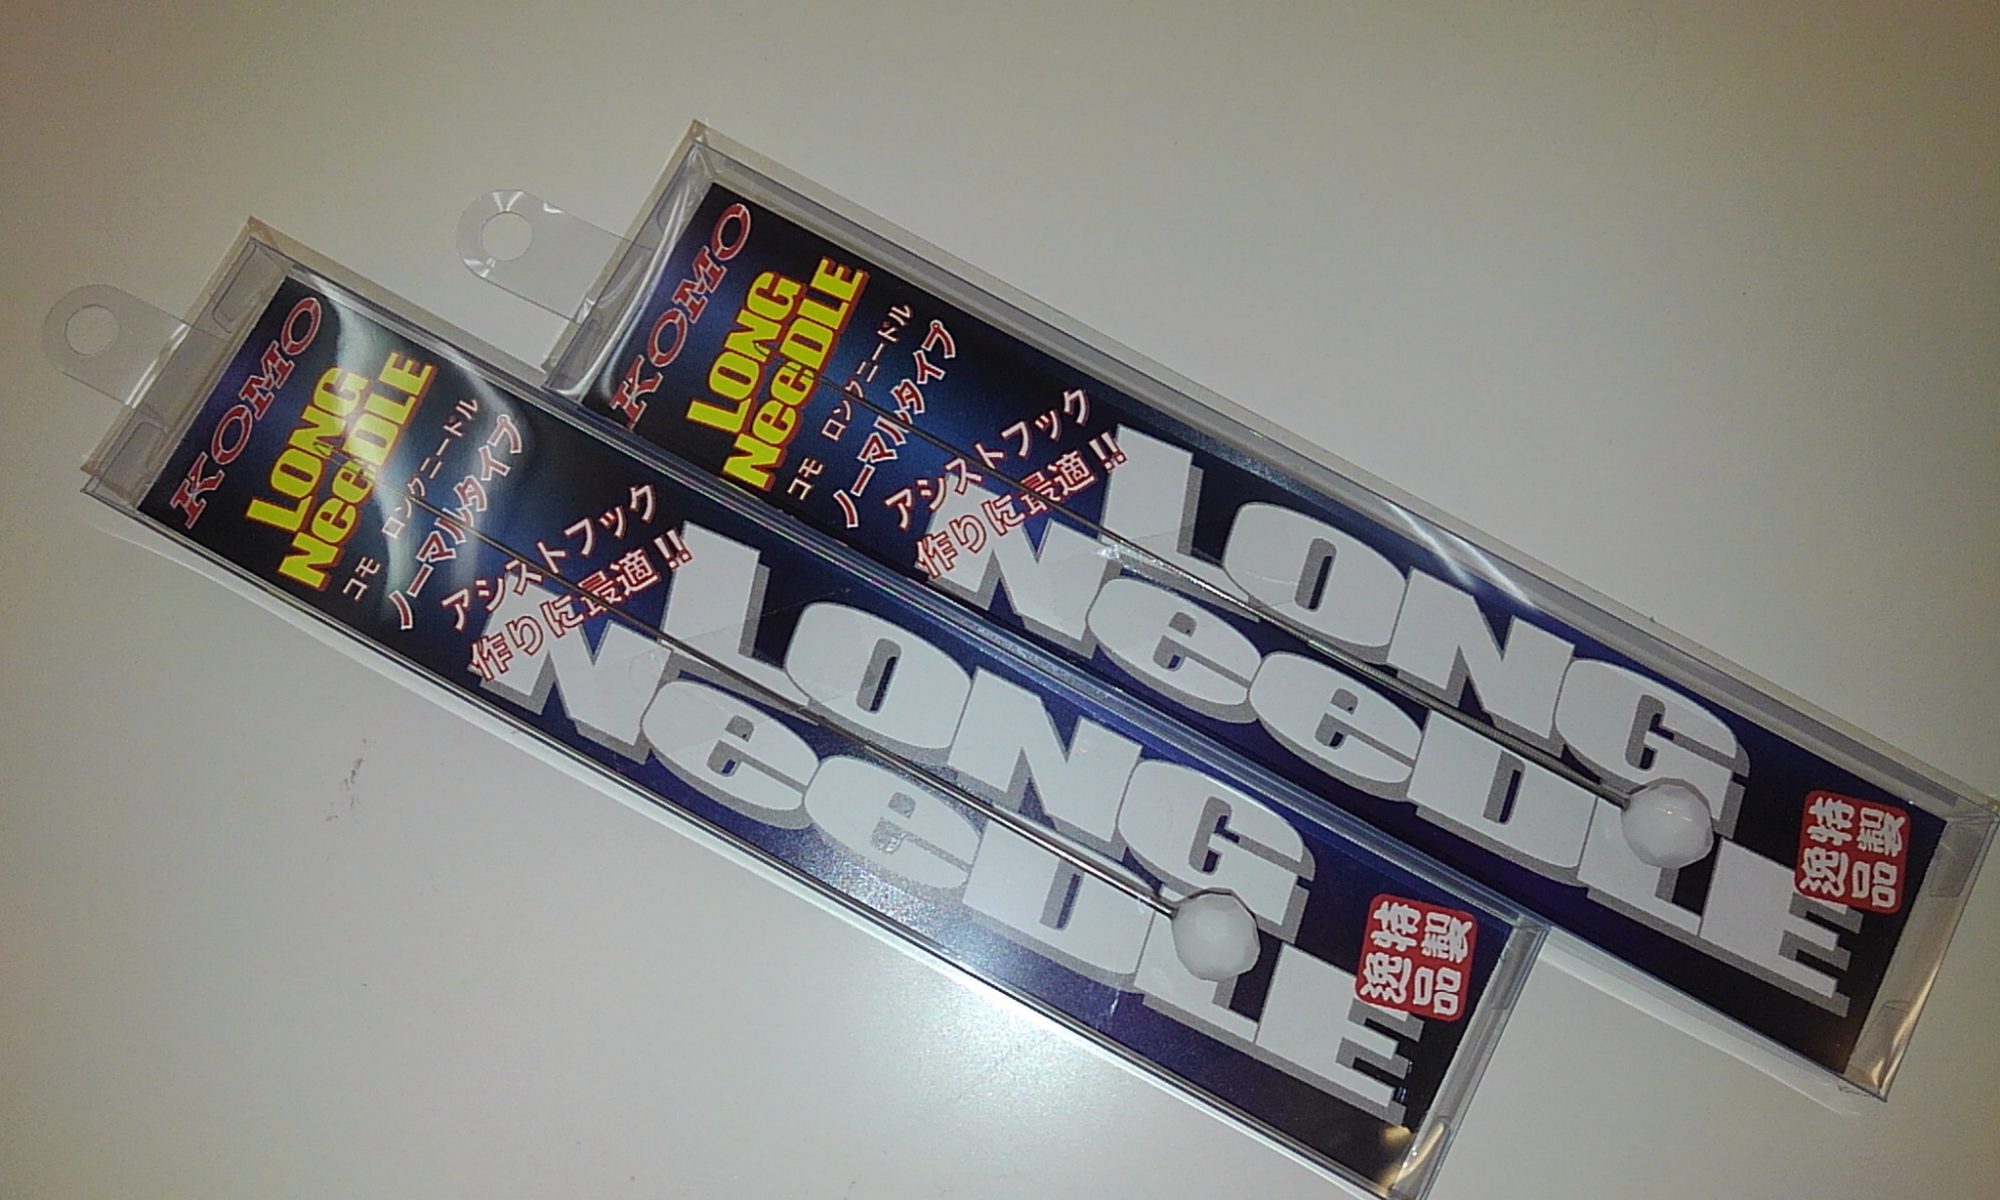 KOMO
LONG
NeeDLE
コモ ロングニードル
ノーマルタイプ
アシストフック
作りに最適!!
LONG
NeeDLE
特製
逸品
KOMO
LONG
NeeDLE
コモ ロングニードル
ノーマルタイプ
アシストフック
作りに最適!!
LONG
NeeDLE
特製
逸品